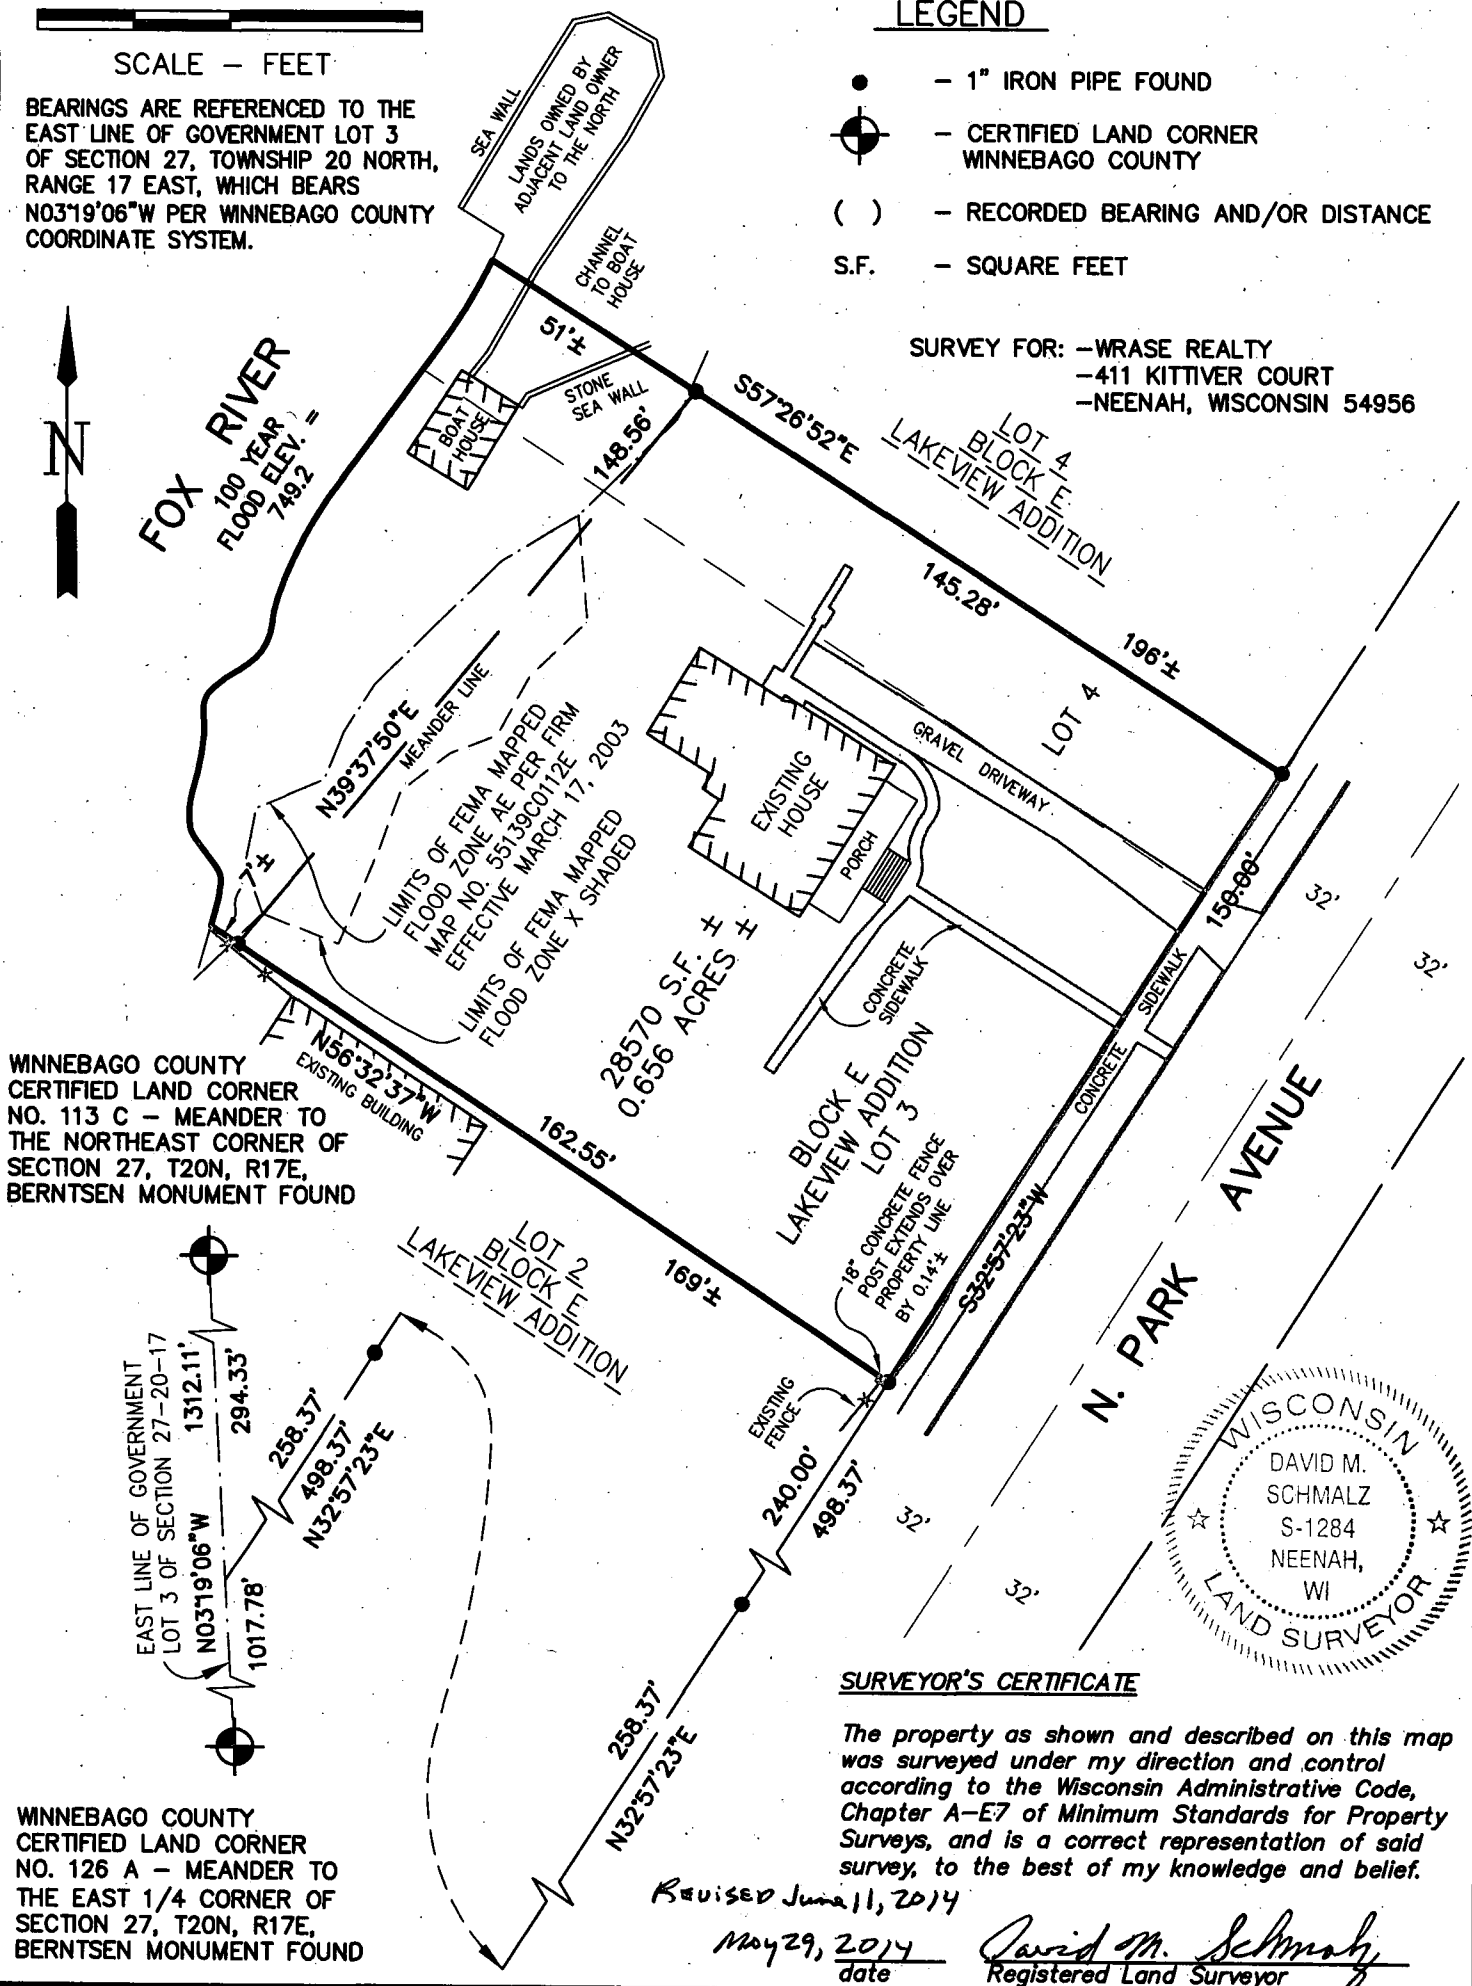 SCALE – FEET
BEARINGS ARE REFERENCED TO THE
EAST LINE OF GOVERNMENT LOT 3
OF SECTION 27, TOWNSHIP 20 NORTH,
RANGE 17 EAST, WHICH BEARS
N03°19'06"W PER WINNEBAGO COUNTY
COORDINATE SYSTEM.
LEGEND
– 1" IRON PIPE FOUND
– CERTIFIED LAND CORNER
WINNEBAGO COUNTY
( ) – RECORDED BEARING AND/OR DISTANCE
S.F. – SQUARE FEET
SURVEY FOR: –WRASE REALTY
–411 KITTIVER COURT
–NEENAH, WISCONSIN 54956
SEA WALL
LANDS OWNED BY
ADJACENT LAND OWNER
TO THE NORTH
CHANNEL
TO BOAT
HOUSE
51'±
STONE
SEA WALL
BOAT
HOUSE
148.56'
S57°26'52"E
LOT 4
BLOCK E
LAKEVIEW ADDITION
145.28'
196'±
N
FOX RIVER
100 YEAR
FLOOD ELEV. =
749.2
N39°37'50"E
MEANDER LINE
LIMITS OF FEMA MAPPED
FLOOD ZONE AE PER FIRM
MAP NO. 55139C0112E
EFFECTIVE MARCH 17, 2003
LIMITS OF FEMA MAPPED
FLOOD ZONE X SHADED
7'±
EXISTING
HOUSE
PORCH
GRAVEL DRIVEWAY
LOT 4
150.00'
32'
32'
SIDEWALK
CONCRETE
CONCRETE
SIDEWALK
28570 S.F. ±
0.656 ACRES ±
BLOCK E
LAKEVIEW ADDITION
LOT 3
18" CONCRETE FENCE
POST EXTENDS OVER
PROPERTY LINE
BY 0.14'±
S32°57'23"W
N. PARK AVENUE
N56°32'37"W
EXISTING BUILDING
162.55'
169'±
WINNEBAGO COUNTY
CERTIFIED LAND CORNER
NO. 113 C – MEANDER TO
THE NORTHEAST CORNER OF
SECTION 27, T20N, R17E,
BERNTSEN MONUMENT FOUND
LOT 2
BLOCK E
LAKEVIEW ADDITION
EAST LINE OF GOVERNMENT
LOT 3 OF SECTION 27-20-17
N03°19'06"W
1312.11'
294.33'
1017.78'
258.37'
498.37'
N32°57'23"E
EXISTING
FENCE
240.00'
498.37'
32'
32'
258.37'
N32°57'23"E
WISCONSIN
DAVID M.
SCHMALZ
S-1284
NEENAH,
WI
LAND SURVEYOR
SURVEYOR'S CERTIFICATE
The property as shown and described on this map
was surveyed under my direction and control
according to the Wisconsin Administrative Code,
Chapter A–E7 of Minimum Standards for Property
Surveys, and is a correct representation of said
survey, to the best of my knowledge and belief.
WINNEBAGO COUNTY
CERTIFIED LAND CORNER
NO. 126 A – MEANDER TO
THE EAST 1/4 CORNER OF
SECTION 27, T20N, R17E,
BERNTSEN MONUMENT FOUND
REVISED June 11, 2014
May 29, 2014
David M. Schmalz
date
Registered Land Surveyor